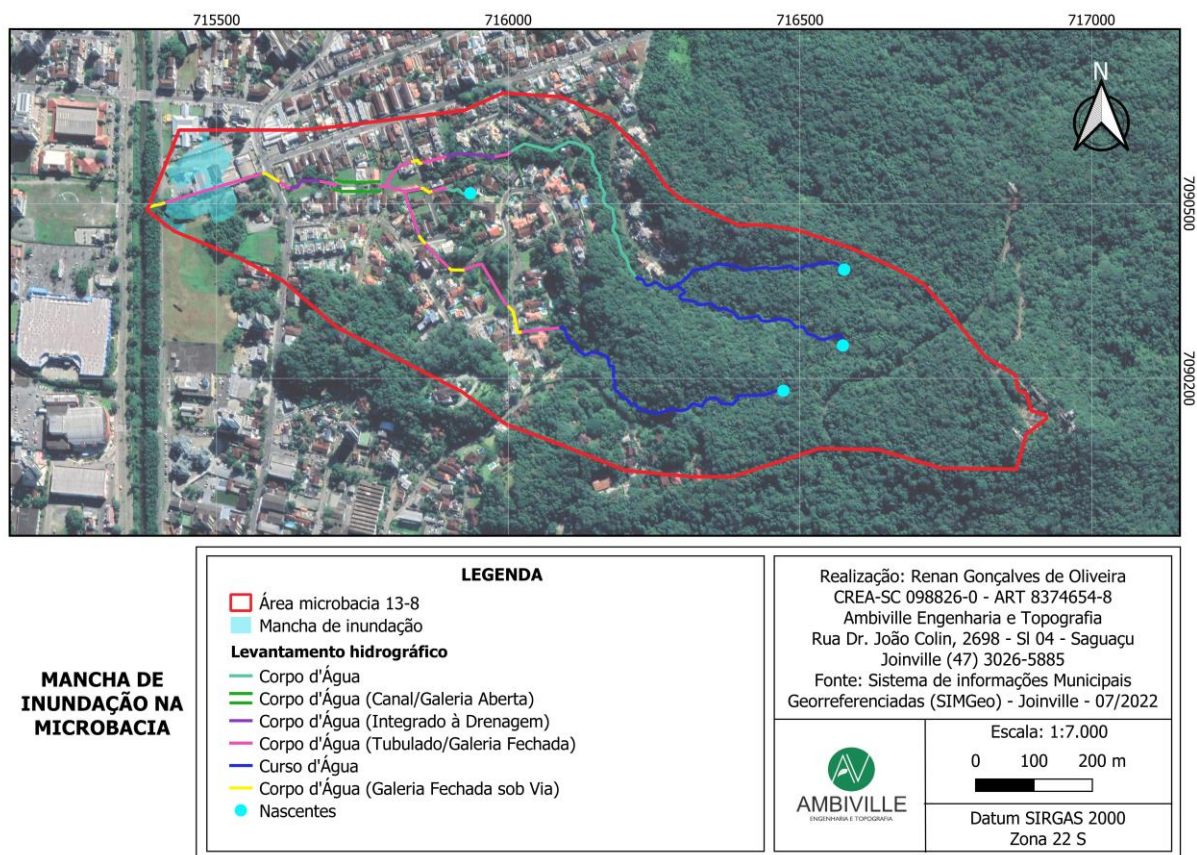 715500
716000
716500
717000
N
7090500
7090200
MANCHA DE
INUNDAÇÃO NA
MICROBACIA
LEGENDA
Área microbacia 13-8
Mancha de inundação
Levantamento hidrográfico
Corpo d'Água
Corpo d'Água (Canal/Galeria Aberta)
Corpo d'Água (Integrado à Drenagem)
Corpo d'Água (Tubulado/Galeria Fechada)
Curso d'Água
Corpo d'Água (Galeria Fechada sob Via)
Nascentes
Realização: Renan Gonçalves de Oliveira
CREA-SC 098826-0 - ART 8374654-8
Ambiville Engenharia e Topografia
Rua Dr. João Colin, 2698 - Sl 04 - Saguaçu
Joinville (47) 3026-5885
Fonte: Sistema de informações Municipais
Georreferenciadas (SIMGeo) - Joinville - 07/2022
AMBIVILLE
ENGENHARIA E TOPOGRAFIA
Escala: 1:7.000
0 100 200 m
Datum SIRGAS 2000
Zona 22 S